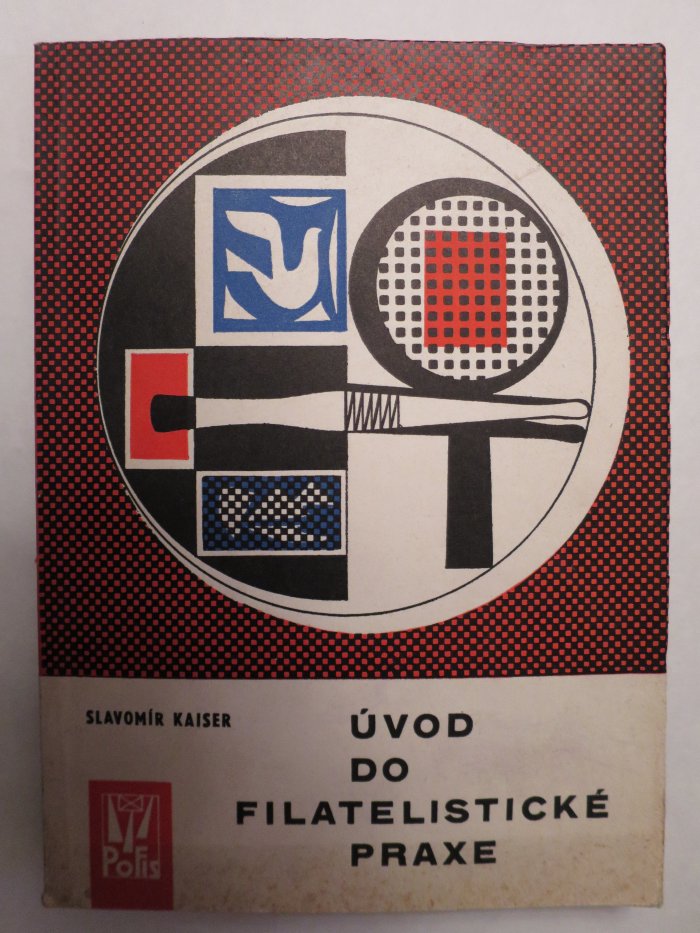 SLAVOMÍR KAISER
ÚVOD
DO
FILATELISTICKÉ
PRAXE
PoFis